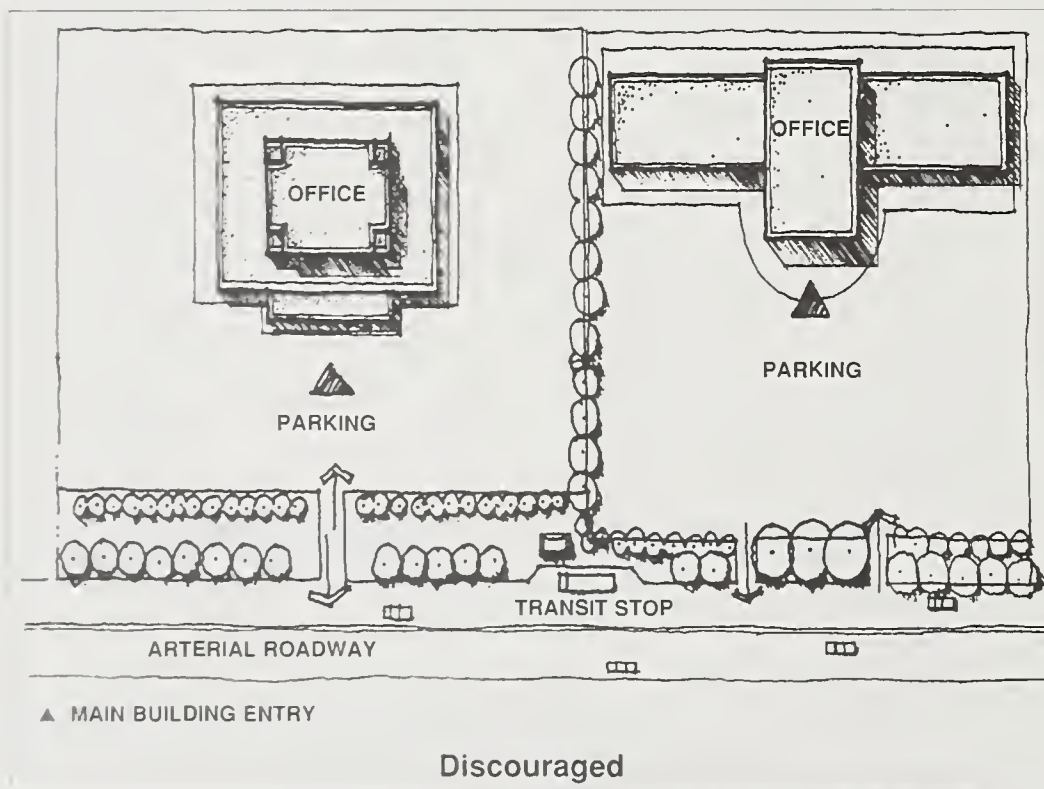 OFFICE
OFFICE
PARKING
PARKING
TRANSIT STOP
ARTERIAL ROADWAY
▲ MAIN BUILDING ENTRY
Discouraged